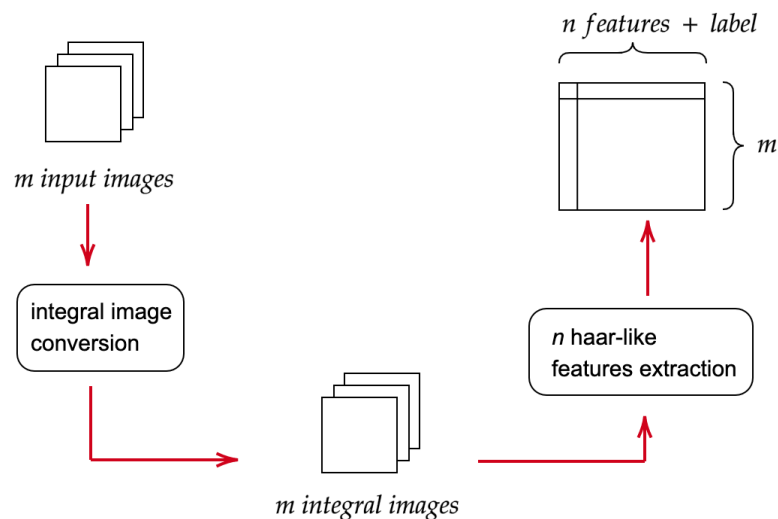 m input images
integral image
conversion
m integral images
n haar-like
features extraction
n features + label
m